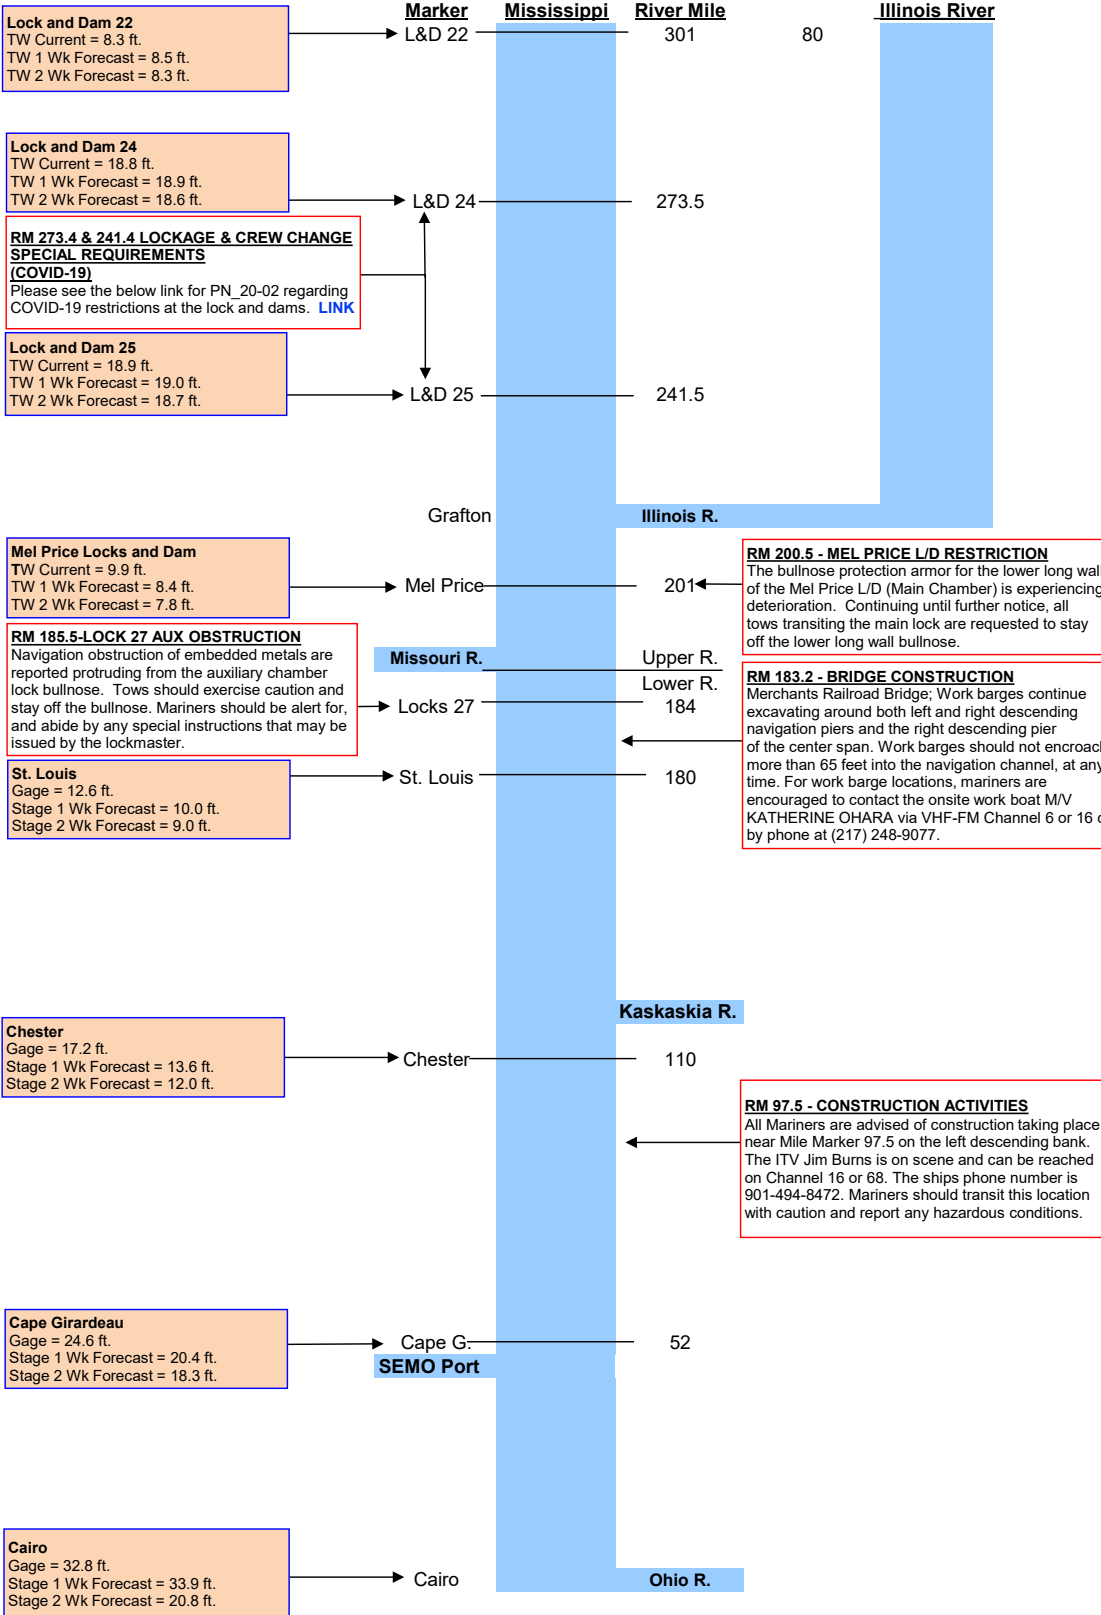 Marker Mississippi River Mile Illinois River
Lock and Dam 22
TW Current = 8.3 ft.
TW 1 Wk Forecast = 8.5 ft.
TW 2 Wk Forecast = 8.3 ft.
L&D 22 301 80
Lock and Dam 24
TW Current = 18.8 ft.
TW 1 Wk Forecast = 18.9 ft.
TW 2 Wk Forecast = 18.6 ft.
L&D 24 273.5
RM 273.4 & 241.4 LOCKAGE & CREW CHANGE
SPECIAL REQUIREMENTS
(COVID-19)
Please see the below link for PN_20-02 regarding
COVID-19 restrictions at the lock and dams. LINK
Lock and Dam 25
TW Current = 18.9 ft.
TW 1 Wk Forecast = 19.0 ft.
TW 2 Wk Forecast = 18.7 ft.
L&D 25 241.5
Grafton Illinois R.
Mel Price Locks and Dam
TW Current = 9.9 ft.
TW 1 Wk Forecast = 8.4 ft.
TW 2 Wk Forecast = 7.8 ft.
Mel Price 201
RM 200.5 - MEL PRICE L/D RESTRICTION
The bullnose protection armor for the lower long wall
of the Mel Price L/D (Main Chamber) is experiencing
deterioration. Continuing until further notice, all
tows transiting the main lock are requested to stay
off the lower long wall bullnose.
RM 185.5-LOCK 27 AUX OBSTRUCTION
Navigation obstruction of embedded metals are
reported protruding from the auxiliary chamber
lock bullnose. Tows should exercise caution and
stay off the bullnose. Mariners should be alert for,
and abide by any special instructions that may be
issued by the lockmaster.
Missouri R. Upper R.
Lower R.
Locks 27 184
RM 183.2 - BRIDGE CONSTRUCTION
Merchants Railroad Bridge; Work barges continue
excavating around both left and right descending
navigation piers and the right descending pier
of the center span. Work barges should not encroach
more than 65 feet into the navigation channel, at any
time. For work barge locations, mariners are
encouraged to contact the onsite work boat M/V
KATHERINE OHARA via VHF-FM Channel 6 or 16
by phone at (217) 248-9077.
St. Louis
Gage = 12.6 ft.
Stage 1 Wk Forecast = 10.0 ft.
Stage 2 Wk Forecast = 9.0 ft.
St. Louis 180
Kaskaskia R.
Chester
Gage = 17.2 ft.
Stage 1 Wk Forecast = 13.6 ft.
Stage 2 Wk Forecast = 12.0 ft.
Chester 110
RM 97.5 - CONSTRUCTION ACTIVITIES
All Mariners are advised of construction taking place
near Mile Marker 97.5 on the left descending bank.
The ITV Jim Burns is on scene and can be reached
on Channel 16 or 68. The ships phone number is
901-494-8472. Mariners should transit this location
with caution and report any hazardous conditions.
Cape Girardeau
Gage = 24.6 ft.
Stage 1 Wk Forecast = 20.4 ft.
Stage 2 Wk Forecast = 18.3 ft.
Cape G. 52
SEMO Port
Cairo
Gage = 32.8 ft.
Stage 1 Wk Forecast = 33.9 ft.
Stage 2 Wk Forecast = 20.8 ft.
Cairo Ohio R.